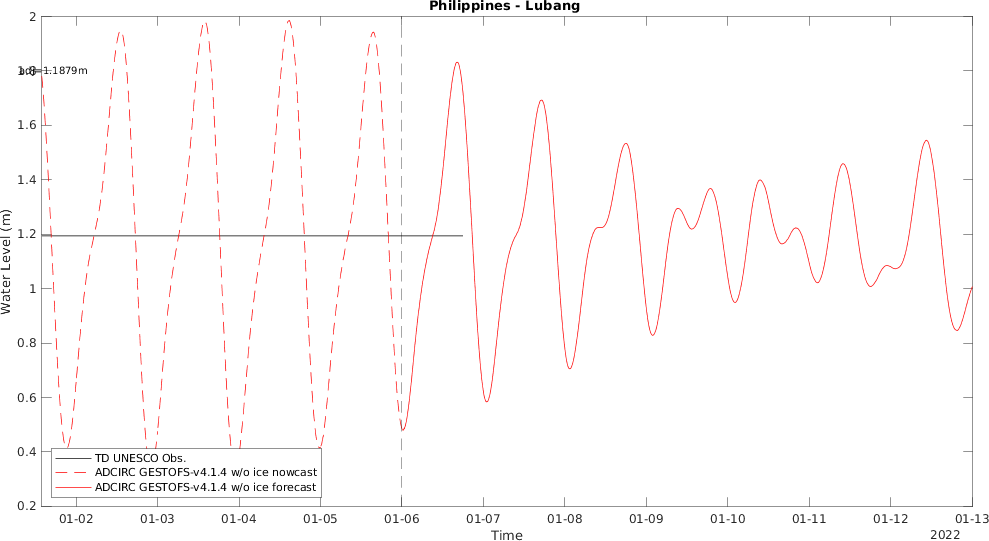 Philippines - Lubang
Water Level (m)
2
1.8
=1.1879m
1.6
1.4
1.2
1
0.8
0.6
0.4
0.2
TD UNESCO Obs.
ADCIRC GESTOFS-v4.1.4 w/o ice nowcast
ADCIRC GESTOFS-v4.1.4 w/o ice forecast
01-02 01-03 01-04 01-05 01-06 01-07 01-08 01-09 01-10 01-11 01-12 01-13
Time
2022